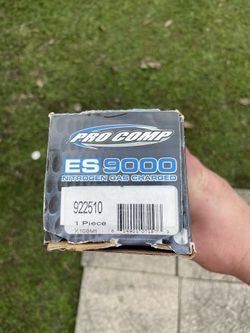 PRO COMP
ES9000
NITROGEN GAS CHARGED
922510
1 Piece